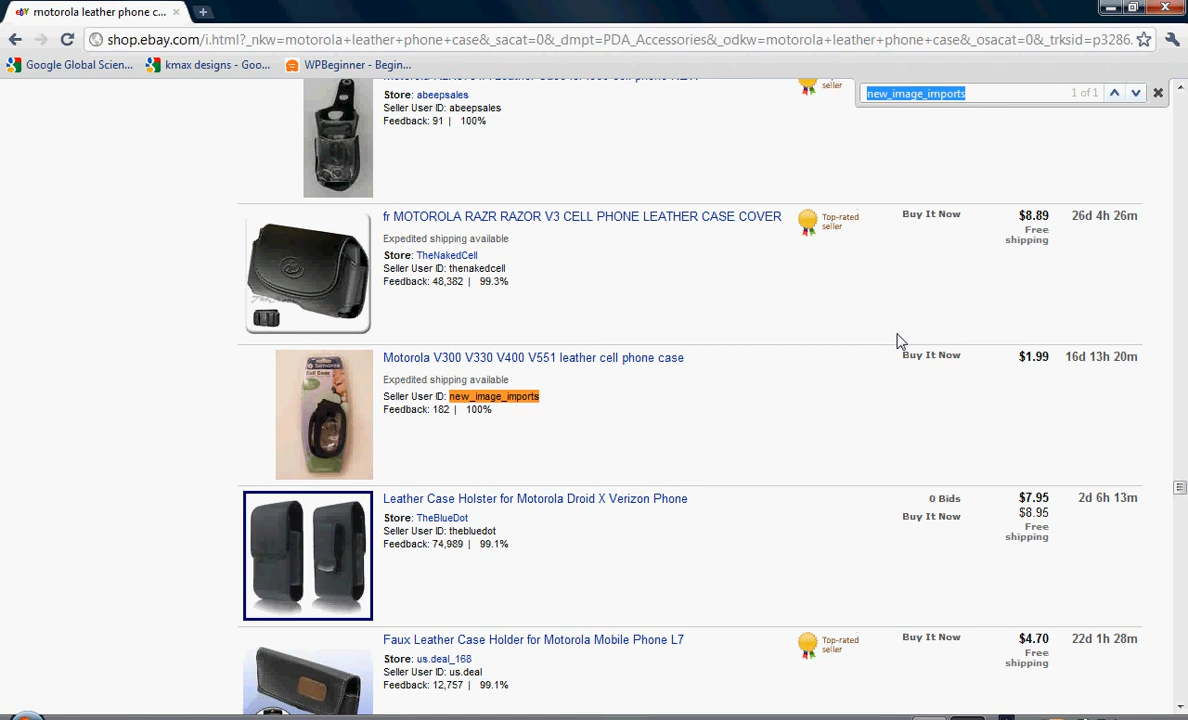 motorola leather phone c...
shop.ebay.com/i.html?_nkw=motorola+leather+phone+case&_sacat=0&_dmpt=PDA_Accessories&_odkw=motorola+leather+phone+case&_osacat=0&_trksid=p3286.
Google Global Scien... kmax designs - Goo... WPBeginner - Begin...
new_image_imports 1 of 1
Store: abeepsales
seller
Seller User ID: abeepsales
Feedback: 91 | 100%
fr MOTOROLA RAZR RAZOR V3 CELL PHONE LEATHER CASE COVER
Top-rated seller
Buy It Now $8.89 26d 4h 26m
Free shipping
Expedited shipping available
Store: TheNakedCell
Seller User ID: thenakedcell
Feedback: 48,382 | 99.3%
Motorola V300 V330 V400 V551 leather cell phone case
Buy It Now $1.99 16d 13h 20m
Expedited shipping available
Seller User ID: new_image_imports
Feedback: 182 | 100%
Leather Case Holster for Motorola Droid X Verizon Phone
0 Bids $7.95 2d 6h 13m
Buy It Now $8.95
Free shipping
Store: TheBlueDot
Seller User ID: thebluedot
Feedback: 74,989 | 99.1%
Faux Leather Case Holder for Motorola Mobile Phone L7
Top-rated seller
Buy It Now $4.70 22d 1h 28m
Free shipping
Store: us.deal_168
Seller User ID: us.deal
Feedback: 12,757 | 99.1%